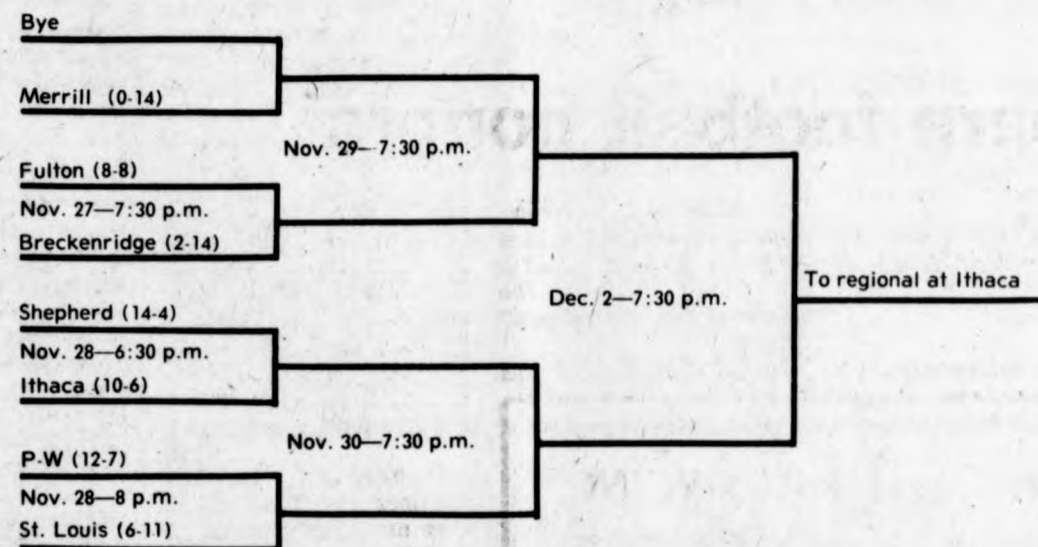 Bye
Merrill (0-14)
Nov. 29—7:30 p.m.
Fulton (8-8)
Nov. 27—7:30 p.m.
Breckenridge (2-14)
Dec. 2—7:30 p.m.
To regional at Ithaca
Shepherd (14-4)
Nov. 28—6:30 p.m.
Ithaca (10-6)
Nov. 30—7:30 p.m.
P-W (12-7)
Nov. 28—8 p.m.
St. Louis (6-11)